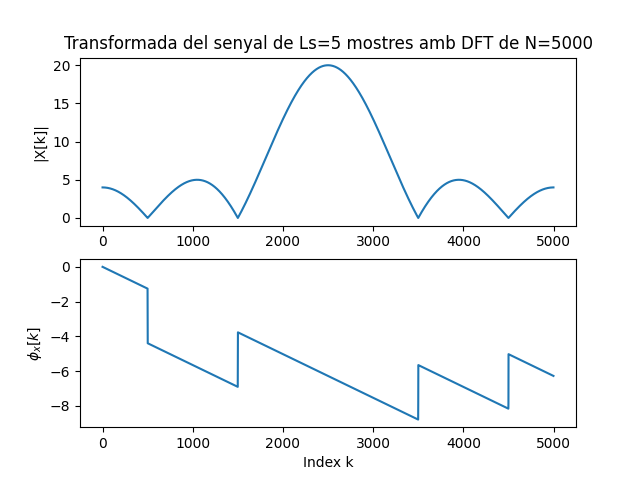 Transformada del senyal de Ls=5 mostres amb DFT de N=5000
|X[k]|
20
15
10
5
0
0 1000 2000 3000 4000 5000
ϕₓ[k]
0
−2
−4
−6
−8
0 1000 2000 3000 4000 5000
Index k